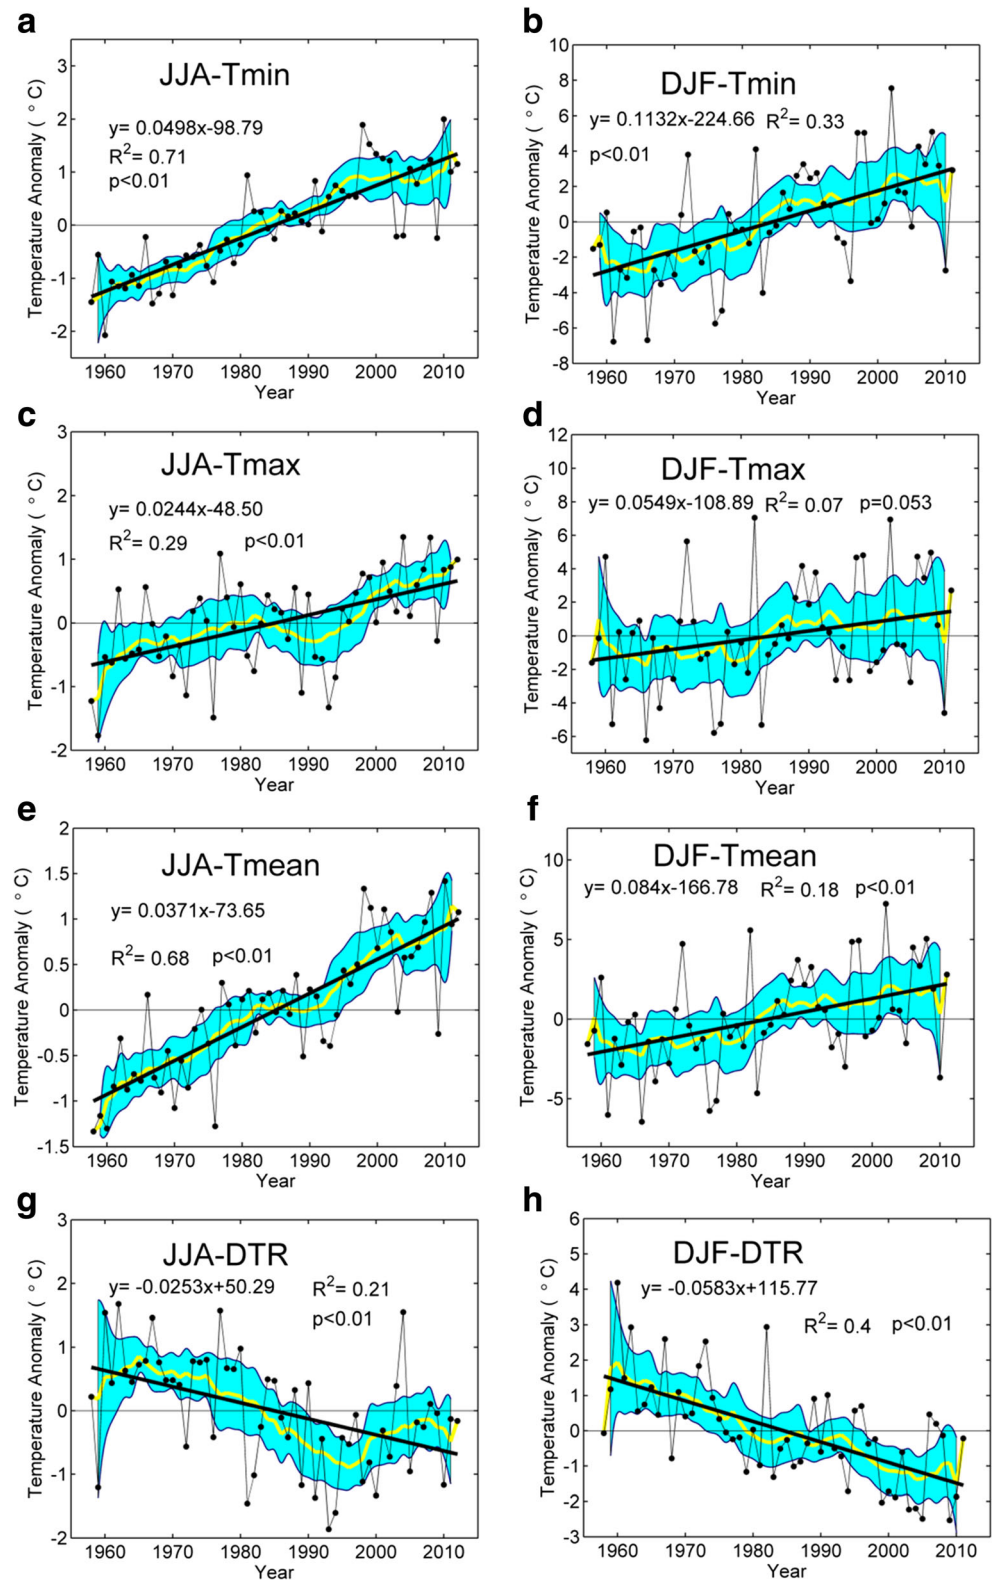 a
JJA-Tmin
y= 0.0498x-98.79
R2= 0.71
p<0.01
Temperature Anomaly ( ° C)
3
2
1
0
-1
-2
1960 1970 1980 1990 2000 2010
Year
b
DJF-Tmin
y= 0.1132x-224.66 R2= 0.33
p<0.01
Temperature Anomaly ( ° C)
10
8
6
4
2
0
-2
-4
-6
-8
1960 1970 1980 1990 2000 2010
Year
c
JJA-Tmax
y= 0.0244x-48.50
R2= 0.29 p<0.01
Temperature Anomaly ( ° C)
3
2
1
0
-1
-2
1960 1970 1980 1990 2000 2010
Year
d
DJF-Tmax
y= 0.0549x-108.89 R2= 0.07 p=0.053
Temperature Anomaly ( ° C)
12
10
8
6
4
2
0
-2
-4
-6
1960 1970 1980 1990 2000 2010
Year
e
JJA-Tmean
y= 0.0371x-73.65
R2= 0.68 p<0.01
Temperature Anomaly ( ° C)
2
1.5
1
0.5
0
-0.5
-1
-1.5
1960 1970 1980 1990 2000 2010
Year
f
DJF-Tmean
y= 0.084x-166.78 R2= 0.18 p<0.01
Temperature Anomaly ( ° C)
10
5
0
-5
1960 1970 1980 1990 2000 2010
Year
g
JJA-DTR
y= -0.0253x+50.29 R2= 0.21
p<0.01
Temperature Anomaly ( ° C)
3
2
1
0
-1
-2
1960 1970 1980 1990 2000 2010
Year
h
DJF-DTR
y= -0.0583x+115.77
R2= 0.4 p<0.01
Temperature Anomaly ( ° C)
6
5
4
3
2
1
0
-1
-2
-3
1960 1970 1980 1990 2000 2010
Year